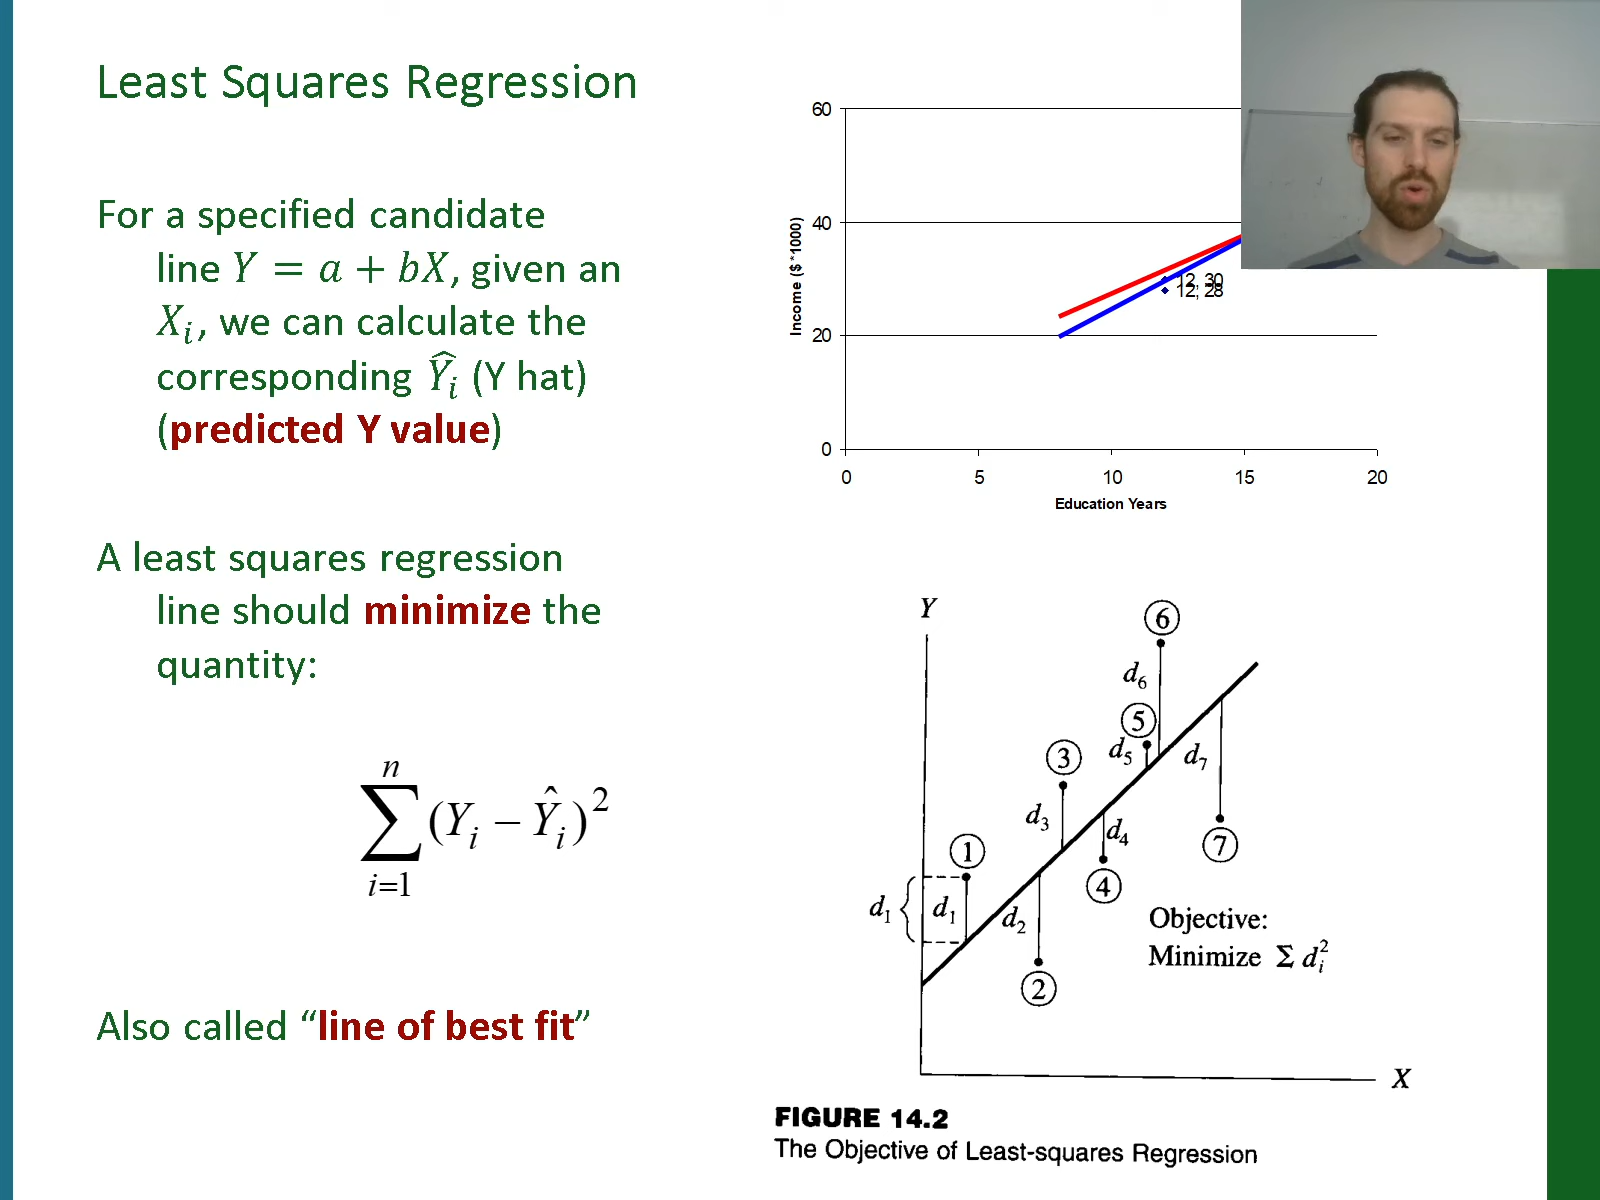 Least Squares Regression
For a specified candidate
line Y = a + bX, given an
Xᵢ, we can calculate the
corresponding Ŷᵢ (Y hat)
(predicted Y value)
A least squares regression
line should minimize the
quantity:
n
∑(Yᵢ − Ŷᵢ)²
i=1
Also called “line of best fit”
60
40
20
0
Income ($ *1000)
12, 30
12, 28
0 5 10 15 20
Education Years
Y
6
d₆
5
3
d₅
d₇
d₃
d₄
1
7
4
d₁
d₁
d₂
Objective:
Minimize Σ dᵢ²
2
X
FIGURE 14.2
The Objective of Least-squares Regression